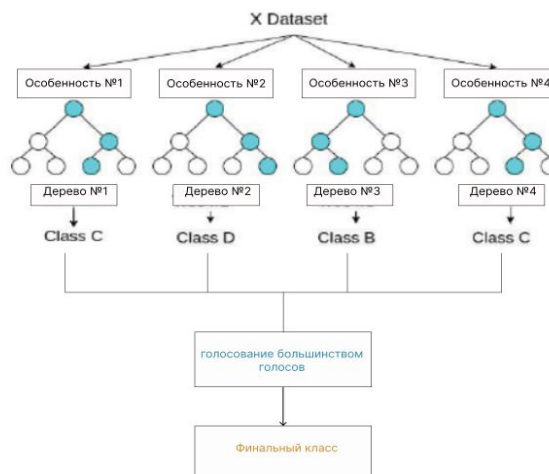 X Dataset
Особенность №1
Особенность №2
Особенность №3
Особенность №4
Дерево №1
Дерево №2
Дерево №3
Дерево №4
Class C
Class D
Class B
Class C
голосование большинством
голосов
Финальный класс